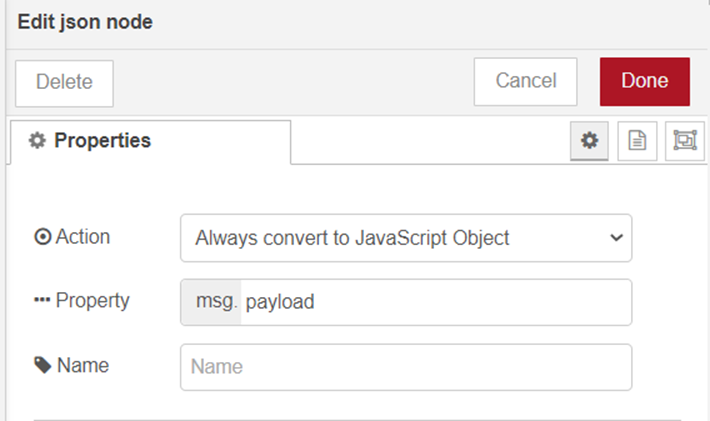 Edit json node
Delete Cancel Done
Properties
Action Always convert to JavaScript Object
Property msg. payload
Name Name